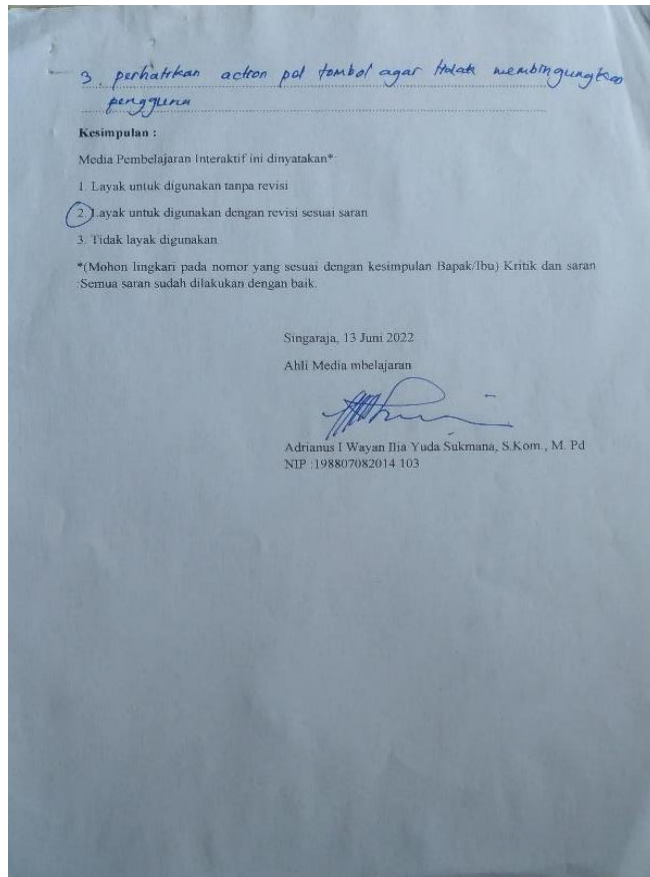 3. perhatikan action pd tombol agar tidak membingungkan
pengguna
Kesimpulan :
Media Pembelajaran Interaktif ini dinyatakan*
1. Layak untuk digunakan tanpa revisi
2. Layak untuk digunakan dengan revisi sesuai saran
3. Tidak layak digunakan
*(Mohon lingkari pada nomor yang sesuai dengan kesimpulan Bapak/Ibu) Kritik dan saran
:Semua saran sudah dilakukan dengan baik.
Singaraja, 13 Juni 2022
Ahli Media mbelajaran
Adrianus I Wayan Ilia Yuda Sukmana, S.Kom., M. Pd
NIP :198807082014 103